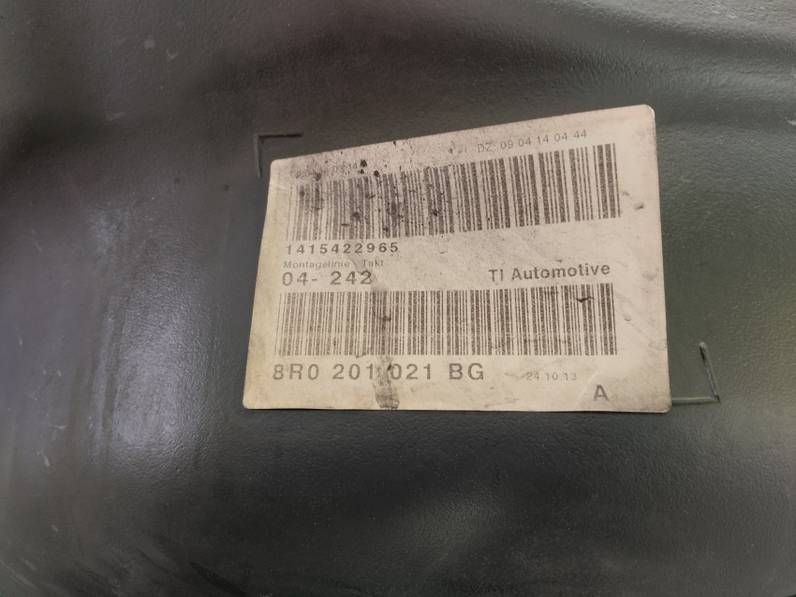 DZ 09 04 14 04 44
1415422965
Montagelinie Takt
04- 242 TI Automotive
8R0 201 021 BG 24.10.13
A